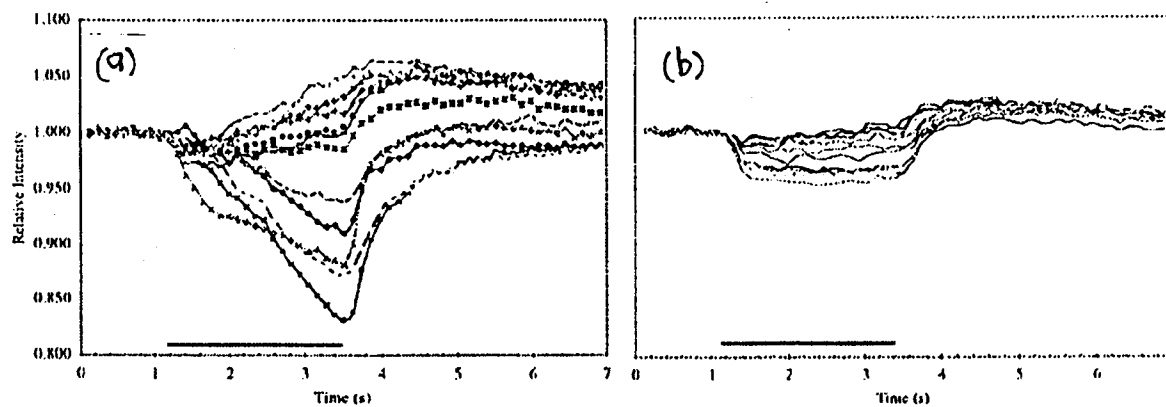 1.100
1.050
1.000
0.950
0.900
0.850
0.800
Relative Intensity
(a)
0 1 2 3 4 5 6 7
Time (s)
(b)
0 1 2 3 4 5 6
Time (s)